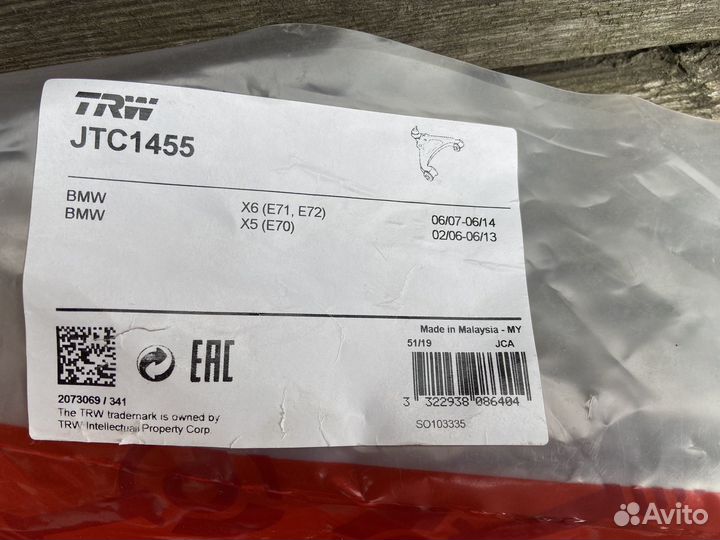 TRW
JTC1455
BMW X6 (E71, E72) 06/07-06/14
BMW X5 (E70) 02/06-06/13
Made in Malaysia - MY
51/19 JCA
EAC
3 322938 086404
2073069 / 341
The TRW trademark is owned by
TRW Intellectual Property Corp.
SO103335
Avito